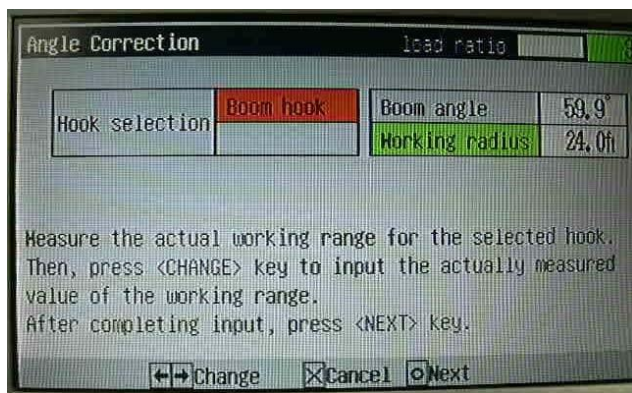 Angle Correction load ratio
Hook selection Boom hook
Boom angle 59.9°
Working radius 24.0ft
Measure the actual working range for the selected hook.
Then, press <CHANGE> key to input the actually measured
value of the working range.
After completing input, press <NEXT> key.
←→Change ×Cancel oNext